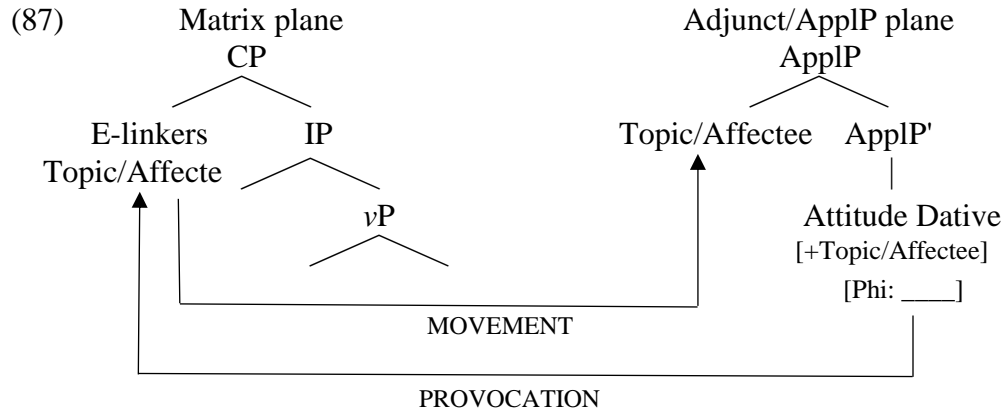 (87) Matrix plane Adjunct/ApplP plane
CP ApplP
E-linkers IP Topic/Affectee ApplP'
Topic/Affecte
vP Attitude Dative
[+Topic/Affectee]
[Phi: ____]
MOVEMENT
PROVOCATION